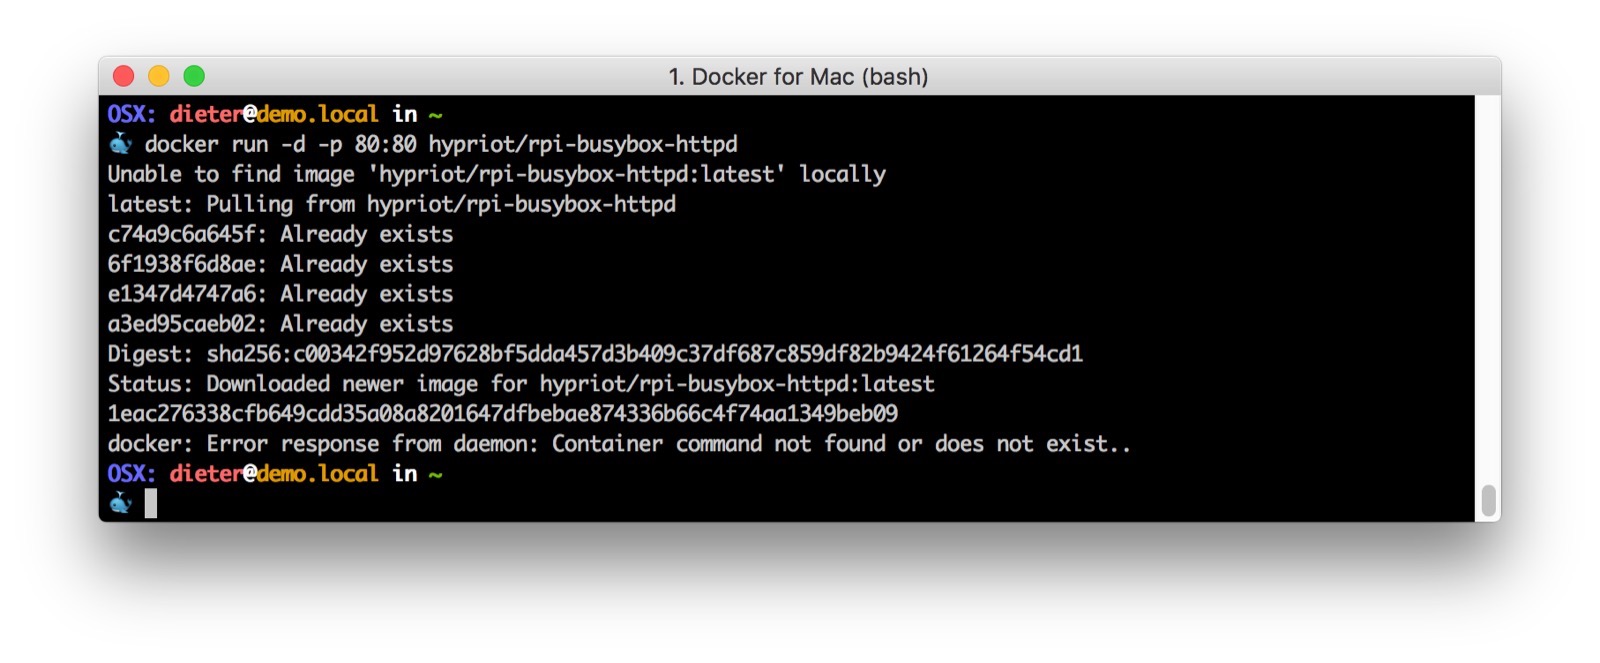 1. Docker for Mac (bash)
OSX: dieter@demo.local in ~
🐳 docker run -d -p 80:80 hypriot/rpi-busybox-httpd
Unable to find image 'hypriot/rpi-busybox-httpd:latest' locally
latest: Pulling from hypriot/rpi-busybox-httpd
c74a9c6a645f: Already exists
6f1938f6d8ae: Already exists
e1347d4747a6: Already exists
a3ed95caeb02: Already exists
Digest: sha256:c00342f952d97628bf5dda457d3b409c37df687c859df82b9424f61264f54cd1
Status: Downloaded newer image for hypriot/rpi-busybox-httpd:latest
1eac276338cfb649cdd35a08a8201647dfbebae874336b66c4f74aa1349beb09
docker: Error response from daemon: Container command not found or does not exist..
OSX: dieter@demo.local in ~
🐳